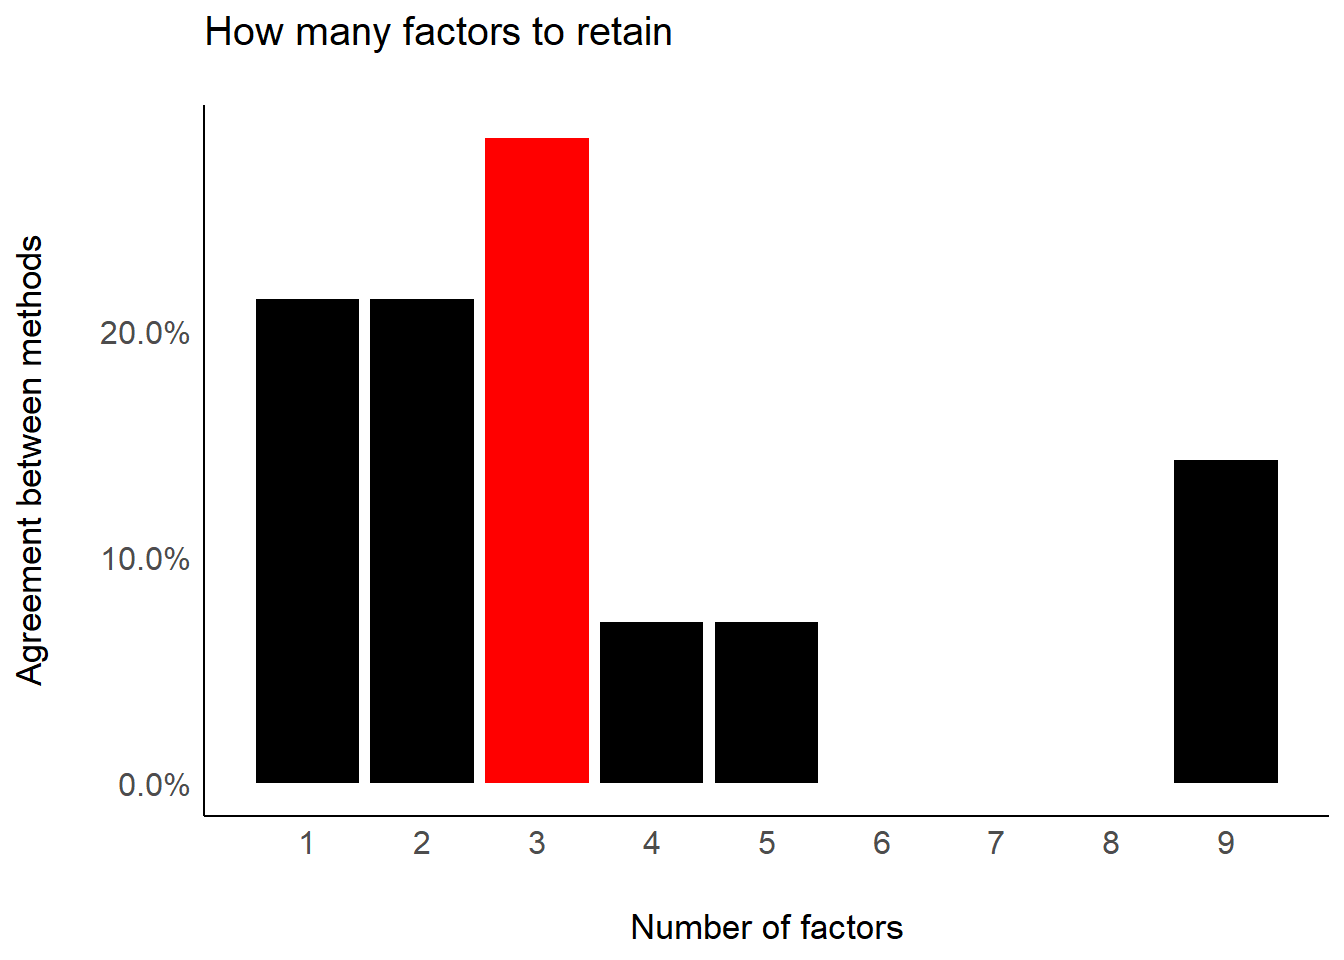 How many factors to retain
Agreement between methods
20.0%
10.0%
0.0%
1 2 3 4 5 6 7 8 9
Number of factors